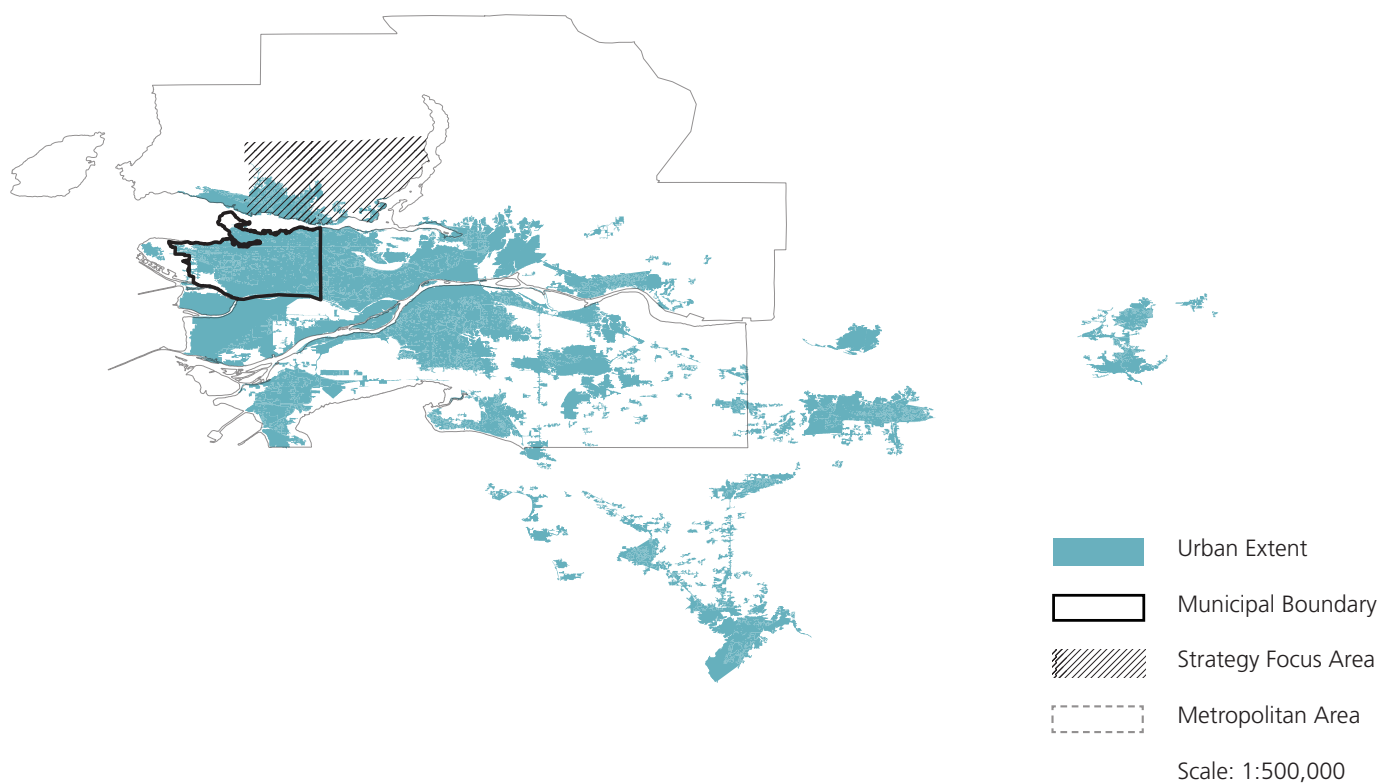 Urban Extent
Municipal Boundary
Strategy Focus Area
Metropolitan Area
Scale: 1:500,000